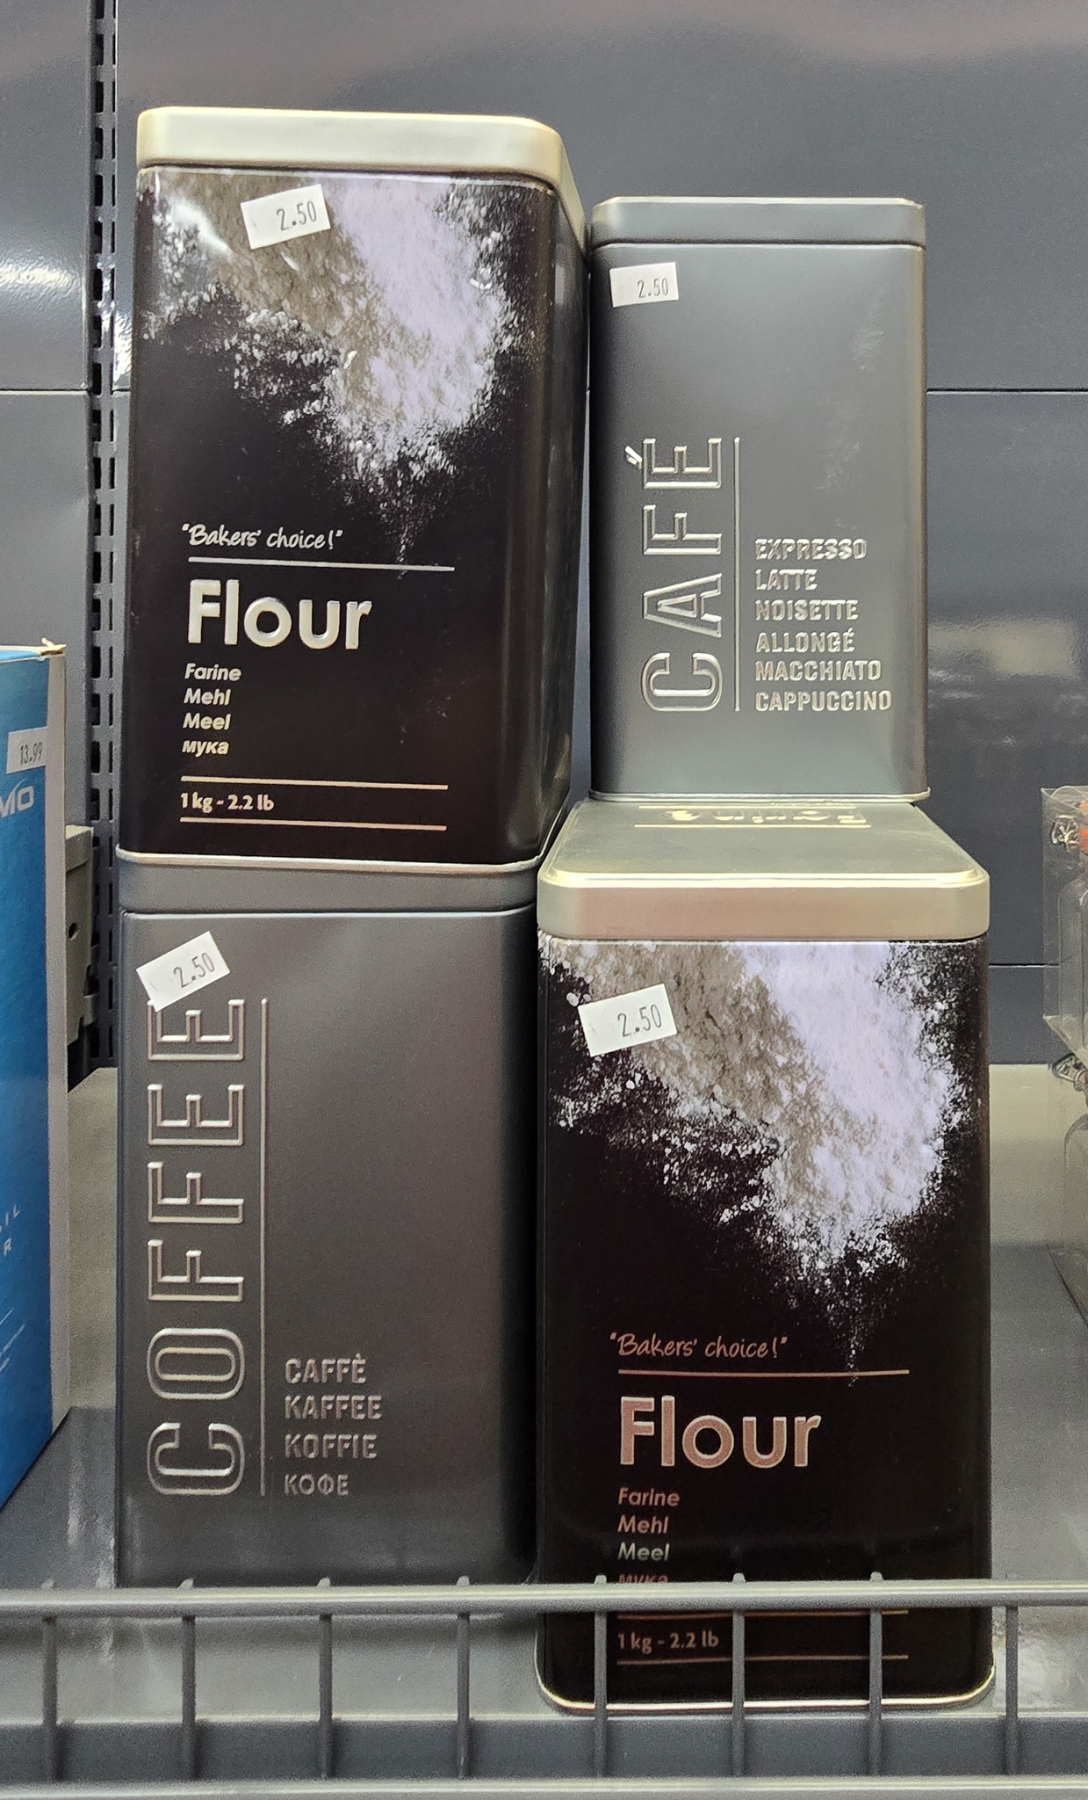 2.50
"Bakers' choice!"
Flour
Farine
Mehl
Meel
мука
1 kg - 2.2 lb
2.50
CAFÉ
EXPRESSO
LATTE
NOISETTE
ALLONGÉ
MACCHIATO
CAPPUCCINO
13.99
MO
2.50
COFFEE
CAFFÈ
KAFFEE
KOFFIE
КОФЕ
2.50
"Bakers' choice!"
Flour
Farine
Mehl
Meel
мука
1 kg - 2.2 lb